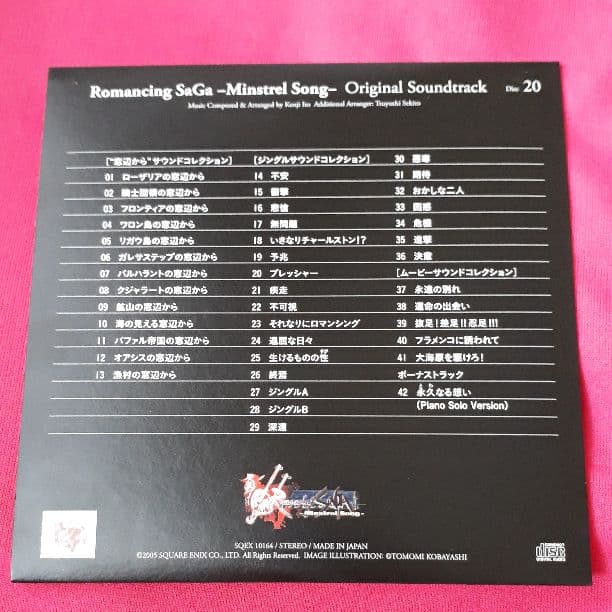 Romancing SaGa -Minstrel Song- Original Soundtrack Disc 20
Music Composed & Arranged by Kenji Ito Additional Arranger: Tsuyoshi Sekito
["窓辺から"サウンドコレクション]
01 ローザリアの窓辺から
02 騎士団領の窓辺から
03 フロンティアの窓辺から
04 ワロン島の窓辺から
05 リガウ島の窓辺から
06 ガレサステップの窓辺から
07 バルハラントの窓辺から
08 クジャラートの窓辺から
09 鉱山の窓辺から
10 海の見える窓辺から
11 バファル帝国の窓辺から
12 オアシスの窓辺から
13 漁村の窓辺から
[ジングルサウンドコレクション]
14 不安
15 衝撃
16 悲愴
17 無問題
18 いきなりチャールストン!?
19 予兆
20 プレッシャー
21 疾走
22 不可視
23 それなりにロマンシング
24 過酷な日々
25 生けるものの性
26 終焉
27 ジングルA
28 ジングルB
29 深遠
30 悪辱
31 期待
32 おかしな二人
33 困惑
34 危機
35 進撃
36 決意
[ムービーサウンドコレクション]
37 永遠の別れ
38 運命の出会い
39 抜足!差足!!忍足!!!
40 フラメンコに誘われて
41 大海原を駆けろ!
ボーナストラック
42 永久なる想い
(Piano Solo Version)
SaGa
-Minstrel Song-
SQEX 10164 / STEREO / MADE IN JAPAN
©2005 SQUARE ENIX CO., LTD. All Rights Reserved. IMAGE ILLUSTRATION: ©TOMOMI KOBAYASHI
COMPACT
disc
DIGITAL AUDIO